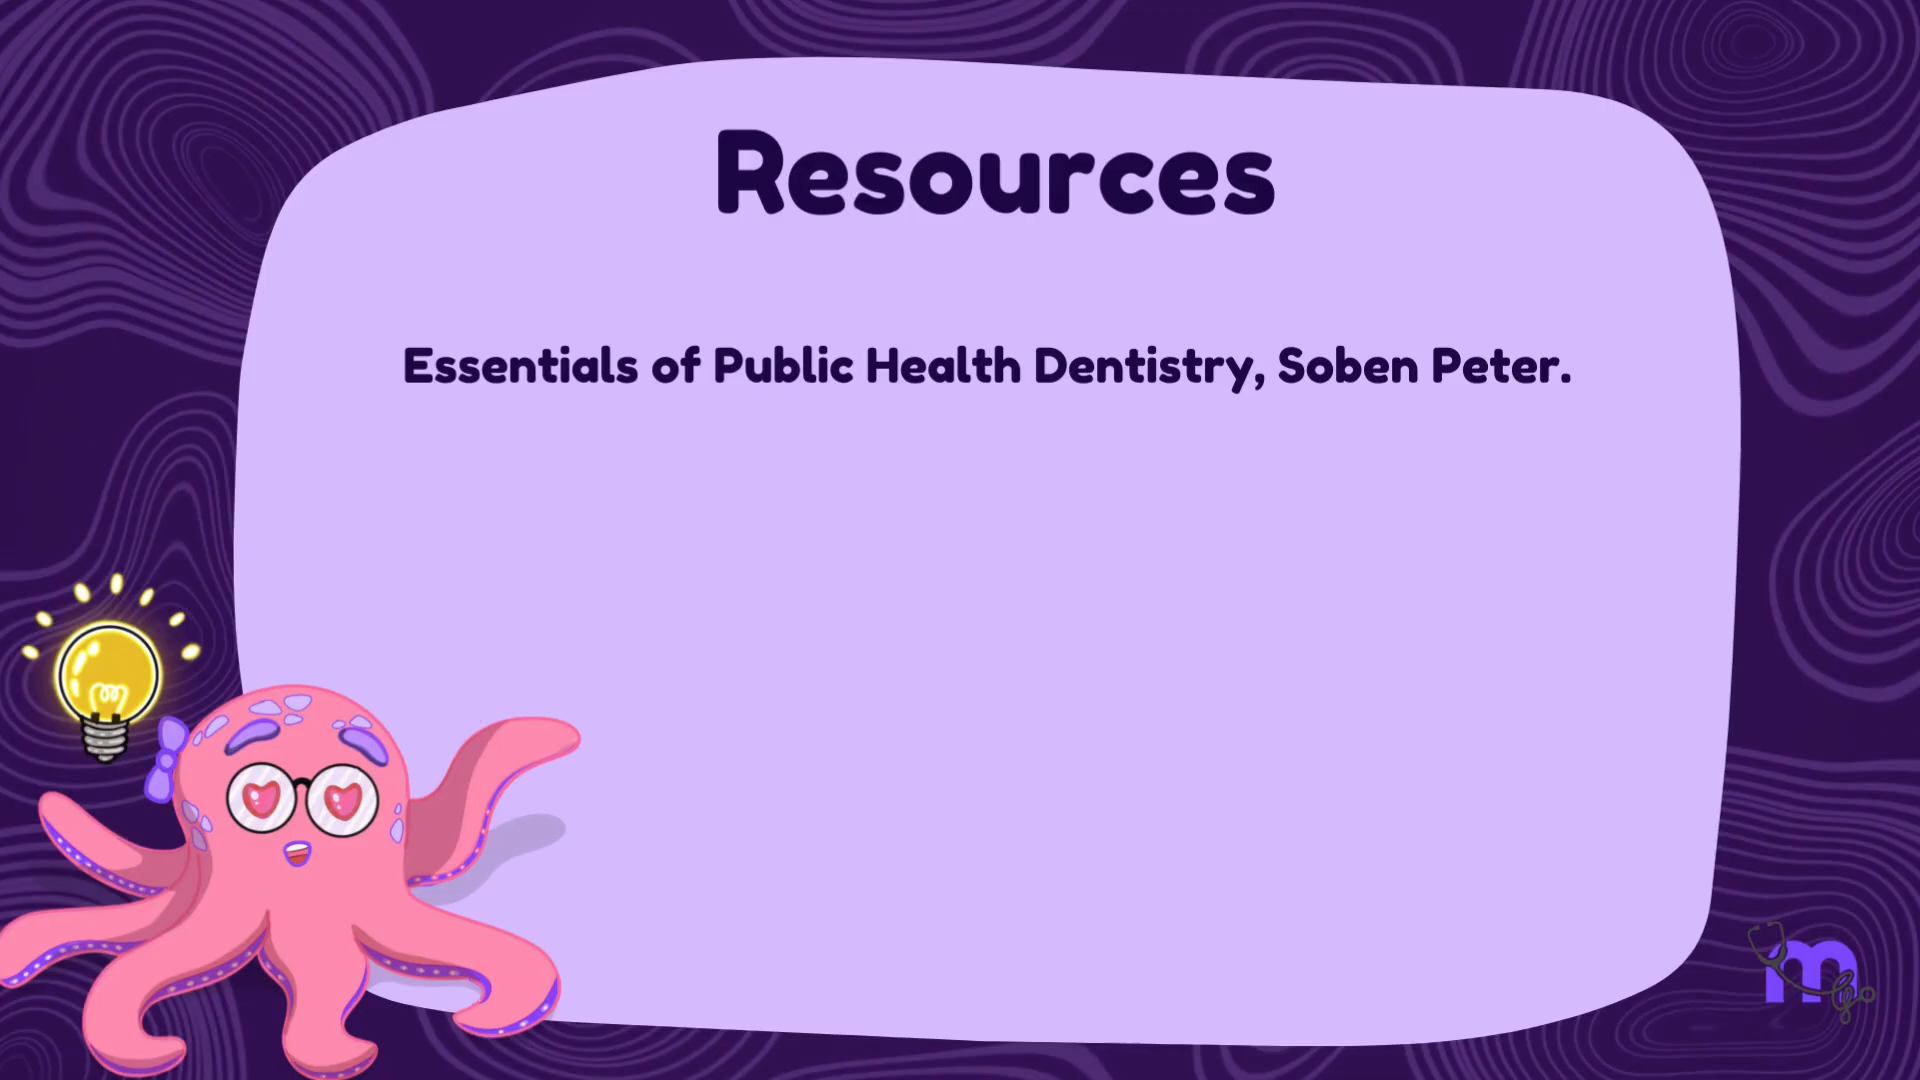 Resources
Essentials of Public Health Dentistry, Soben Peter.
m